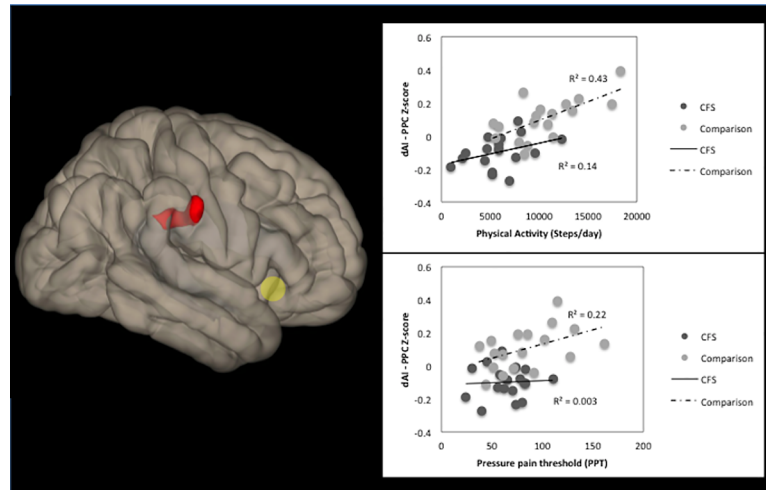 0.6
0.4
0.2
0
-0.2
-0.4
dAI - PPC Z-score
R² = 0.43
R² = 0.14
0 5000 10000 15000 20000
Physical Activity (Steps/day)
CFS
Comparison
CFS
Comparison
0.6
0.4
0.2
0
-0.2
-0.4
dAI - PPC Z-score
R² = 0.22
R² = 0.003
0 50 100 150 200
Pressure pain threshold (PPT)
CFS
Comparison
CFS
Comparison